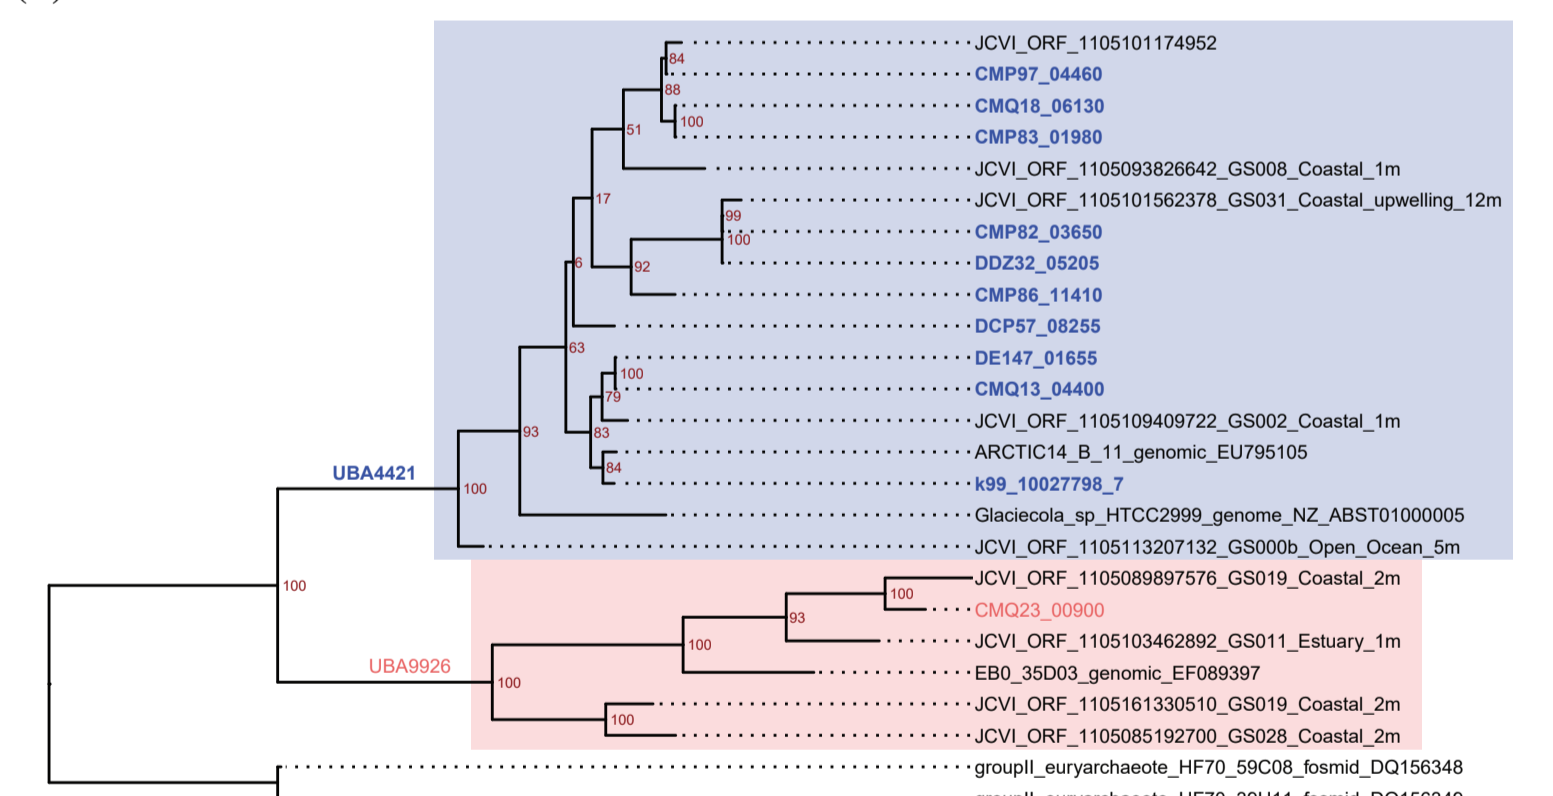 JCVI_ORF_1105101174952
84
CMP97_04460
88
CMQ18_06130
100
51
CMP83_01980
JCVI_ORF_1105093826642_GS008_Coastal_1m
17
JCVI_ORF_1105101562378_GS031_Coastal_upwelling_12m
99
CMP82_03650
100
6
DDZ32_05205
92
CMP86_11410
DCP57_08255
63
DE147_01655
100
CMQ13_04400
79
JCVI_ORF_1105109409722_GS002_Coastal_1m
93
83
ARCTIC14_B_11_genomic_EU795105
84
UBA4421
k99_10027798_7
100
Glaciecola_sp_HTCC2999_genome_NZ_ABST01000005
JCVI_ORF_1105113207132_GS000b_Open_Ocean_5m
100
JCVI_ORF_1105089897576_GS019_Coastal_2m
100
CMQ23_00900
93
JCVI_ORF_1105103462892_GS011_Estuary_1m
100
UBA9926
EB0_35D03_genomic_EF089397
100
JCVI_ORF_1105161330510_GS019_Coastal_2m
100
JCVI_ORF_1105085192700_GS028_Coastal_2m
groupII_euryarchaeote_HF70_59C08_fosmid_DQ156348